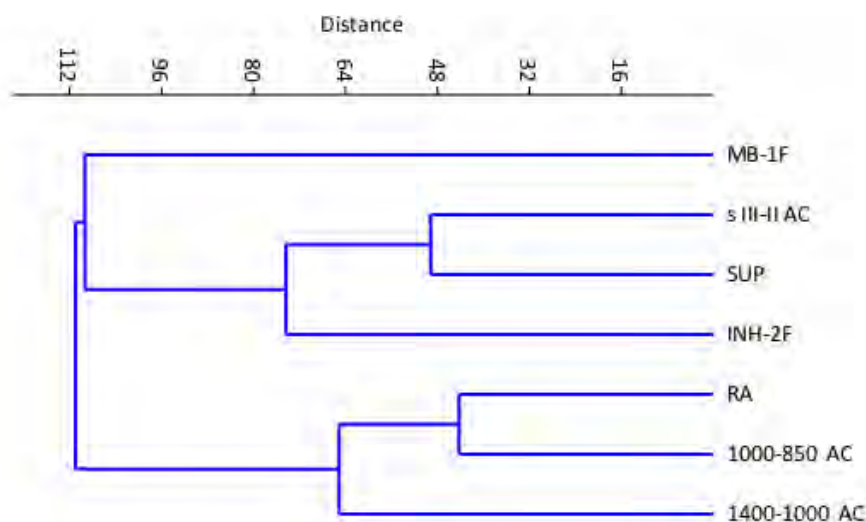 Distance
112 96 80 64 48 32 16
MB-1F
s III-II AC
SUP
INH-2F
RA
1000-850 AC
1400-1000 AC